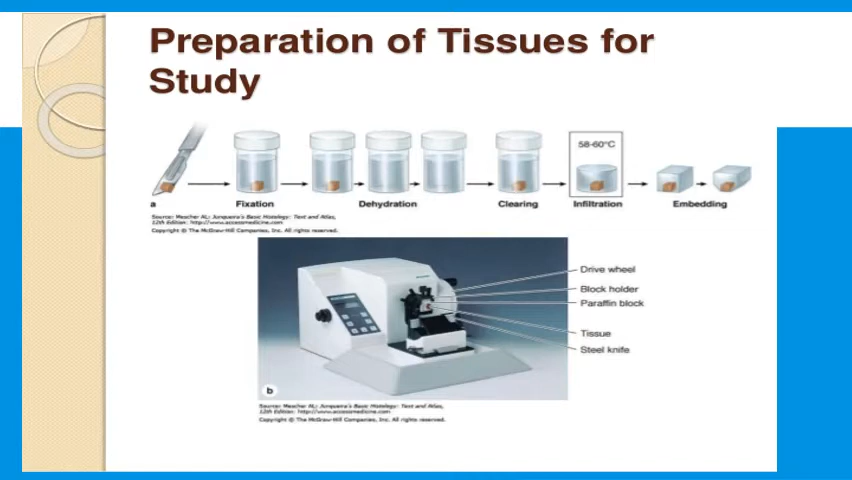 Preparation of Tissues for
Study
58-60°C
a
Fixation
Dehydration
Clearing
Infiltration
Embedding
Source: Mescher AL: Junqueira's Basic Histology: Text and Atlas,
12th Edition: http://www.accessmedicine.com
Copyright © The McGraw-Hill Companies, Inc. All rights reserved.
Drive wheel
Block holder
Paraffin block
Tissue
Steel knife
b
Source: Mescher AL: Junqueira's Basic Histology: Text and Atlas,
12th Edition: http://www.accessmedicine.com
Copyright © The McGraw-Hill Companies, Inc. All rights reserved.